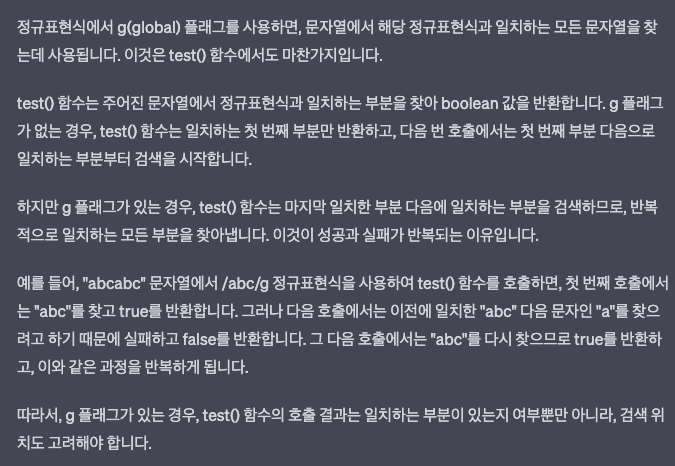 정규표현식에서 g(global) 플래그를 사용하면, 문자열에서 해당 정규표현식과 일치하는 모든 문자열을 찾
는데 사용됩니다. 이것은 test() 함수에서도 마찬가지입니다.
test() 함수는 주어진 문자열에서 정규표현식과 일치하는 부분을 찾아 boolean 값을 반환합니다. g 플래그
가 없는 경우, test() 함수는 일치하는 첫 번째 부분만 반환하고, 다음 번 호출에서는 첫 번째 부분 다음으로
일치하는 부분부터 검색을 시작합니다.
하지만 g 플래그가 있는 경우, test() 함수는 마지막 일치한 부분 다음에 일치하는 부분을 검색하므로, 반복
적으로 일치하는 모든 부분을 찾아냅니다. 이것이 성공과 실패가 반복되는 이유입니다.
예를 들어, "abcabc" 문자열에서 /abc/g 정규표현식을 사용하여 test() 함수를 호출하면, 첫 번째 호출에서
는 "abc"를 찾고 true를 반환합니다. 그러나 다음 호출에서는 이전에 일치한 "abc" 다음 문자인 "a"를 찾으
려고 하기 때문에 실패하고 false를 반환합니다. 그 다음 호출에서는 "abc"를 다시 찾으므로 true를 반환하
고, 이와 같은 과정을 반복하게 됩니다.
따라서, g 플래그가 있는 경우, test() 함수의 호출 결과는 일치하는 부분이 있는지 여부뿐만 아니라, 검색 위
치도 고려해야 합니다.